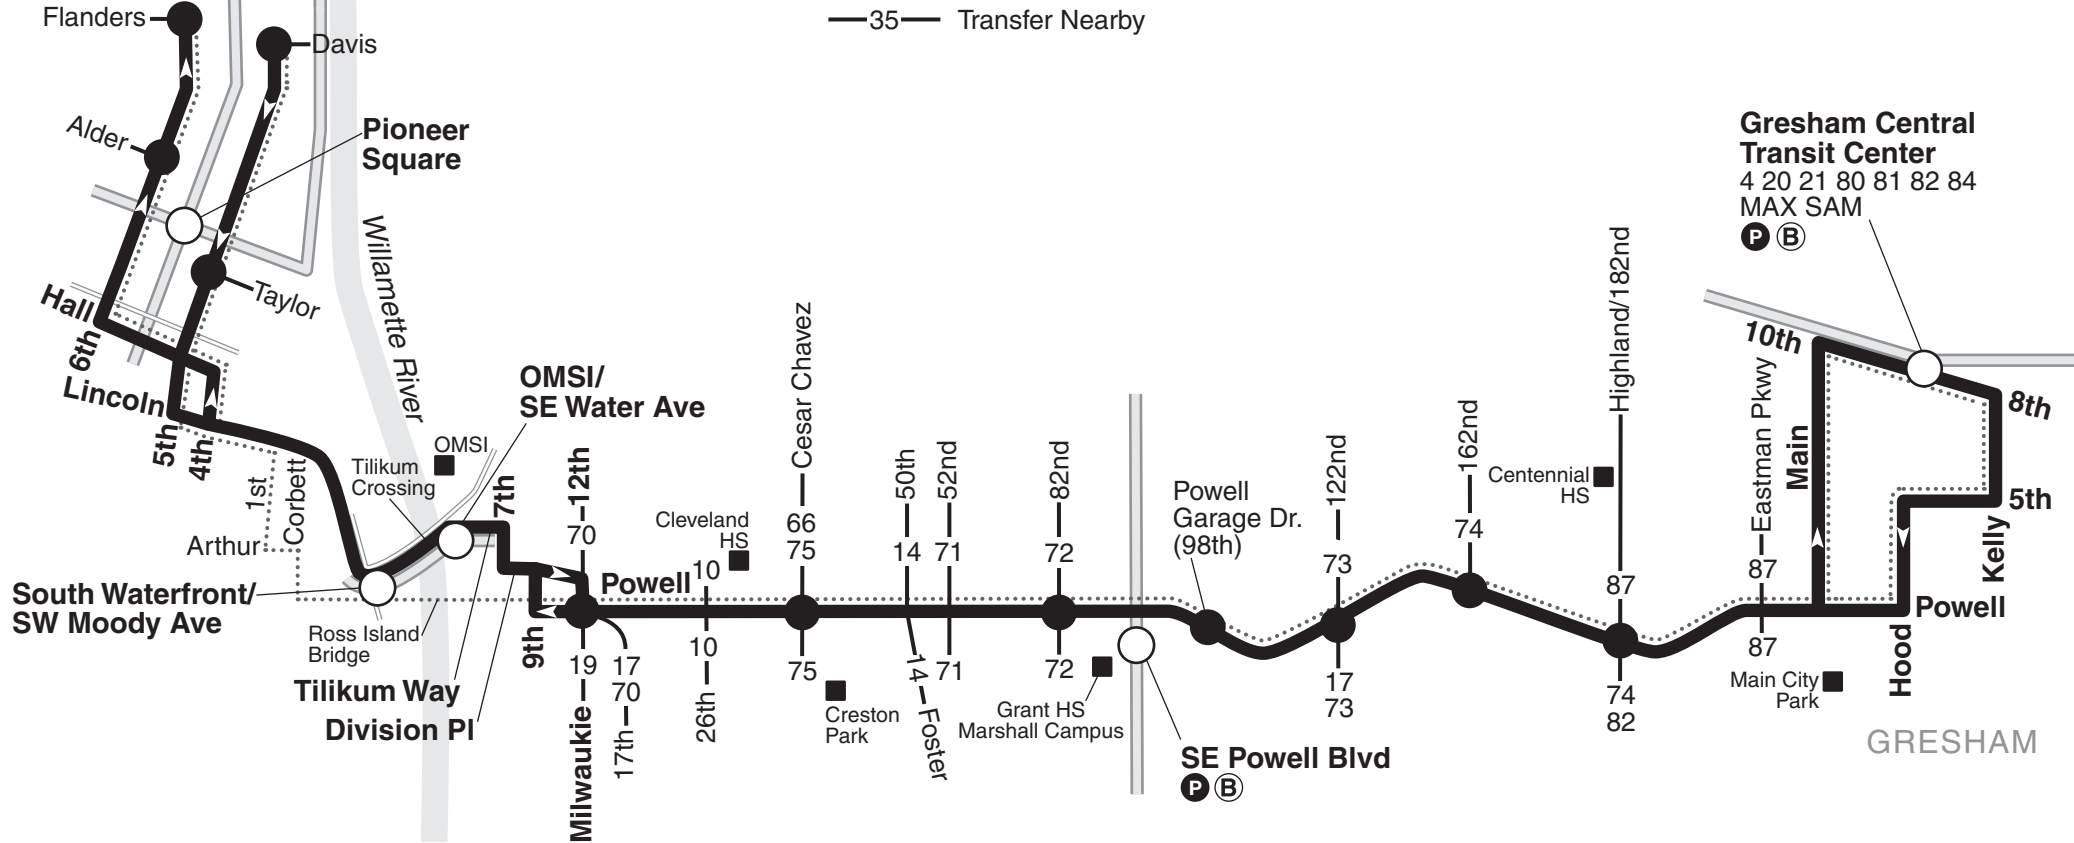 Flanders
Davis
35
Transfer Nearby
Alder
Pioneer
Square
Taylor
Hall
6th
Lincoln
5th
4th
Willamette River
1st
Corbett
Arthur
South Waterfront/
SW Moody Ave
Tilikum
Crossing
OMSI
OMSI/
SE Water Ave
Ross Island
Bridge
Tilikum Way
Division Pl
7th
9th
12th
70
Powell
19
Milwaukie
17
70
17th
10
10
26th
Cleveland
HS
Cesar Chavez
66
75
75
Creston
Park
50th
14
14
Foster
52nd
71
71
82nd
72
72
Grant HS
Marshall Campus
SE Powell Blvd
P B
Powell
Garage Dr.
(98th)
122nd
73
17
73
162nd
74
Centennial
HS
Highland/182nd
87
74
82
Eastman Pkwy
87
87
Main City
Park
Gresham Central
Transit Center
4 20 21 80 81 82 84
MAX SAM
P B
10th
Main
8th
5th
Kelly
Powell
Hood
GRESHAM